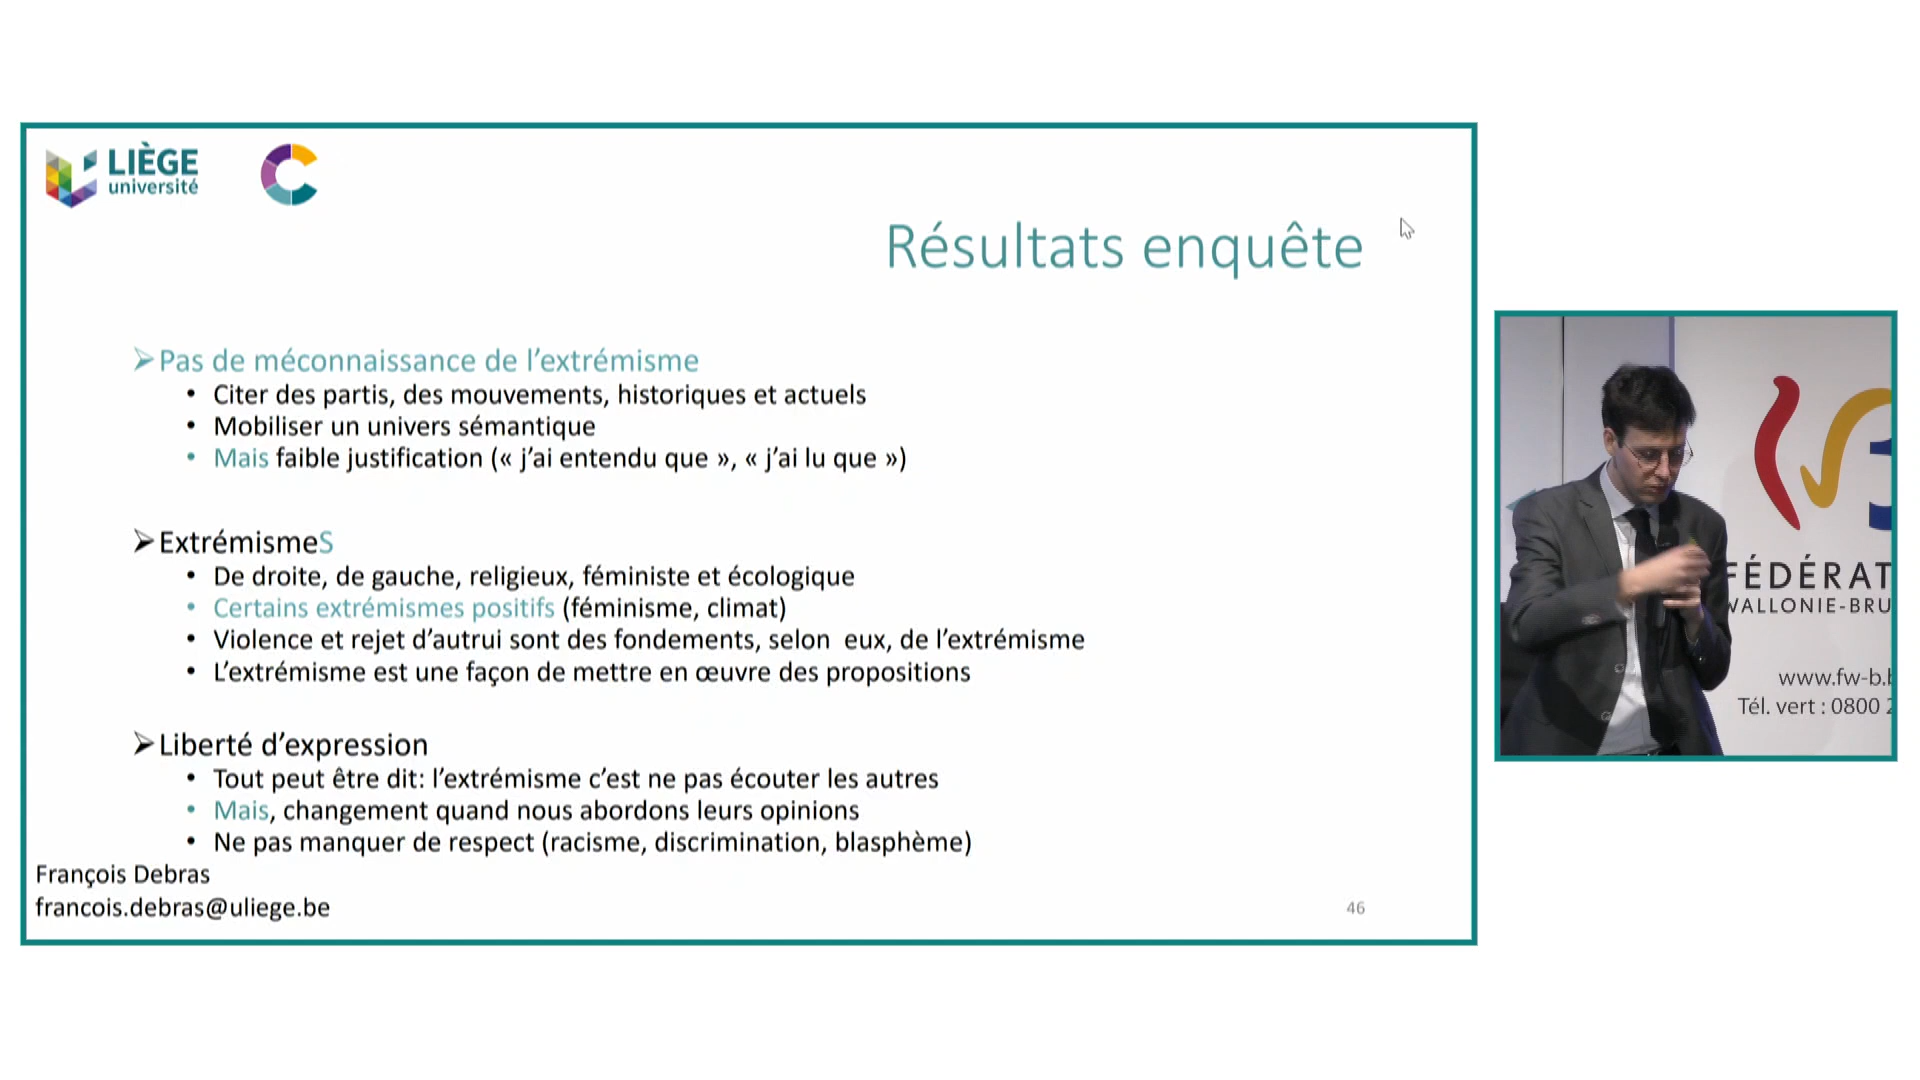 LIÈGE
université
Résultats enquête
➢Pas de méconnaissance de l’extrémisme
• Citer des partis, des mouvements, historiques et actuels
• Mobiliser un univers sémantique
• Mais faible justification (« j’ai entendu que », « j’ai lu que »)
➢ExtrémismeS
• De droite, de gauche, religieux, féministe et écologique
• Certains extrémismes positifs (féminisme, climat)
• Violence et rejet d’autrui sont des fondements, selon eux, de l’extrémisme
• L’extrémisme est une façon de mettre en œuvre des propositions
➢Liberté d’expression
• Tout peut être dit: l’extrémisme c’est ne pas écouter les autres
• Mais, changement quand nous abordons leurs opinions
• Ne pas manquer de respect (racisme, discrimination, blasphème)
François Debras
francois.debras@uliege.be
46
FÉDÉRAT
WALLONIE-BRU
www.fw-b.b
Tél. vert : 0800 2